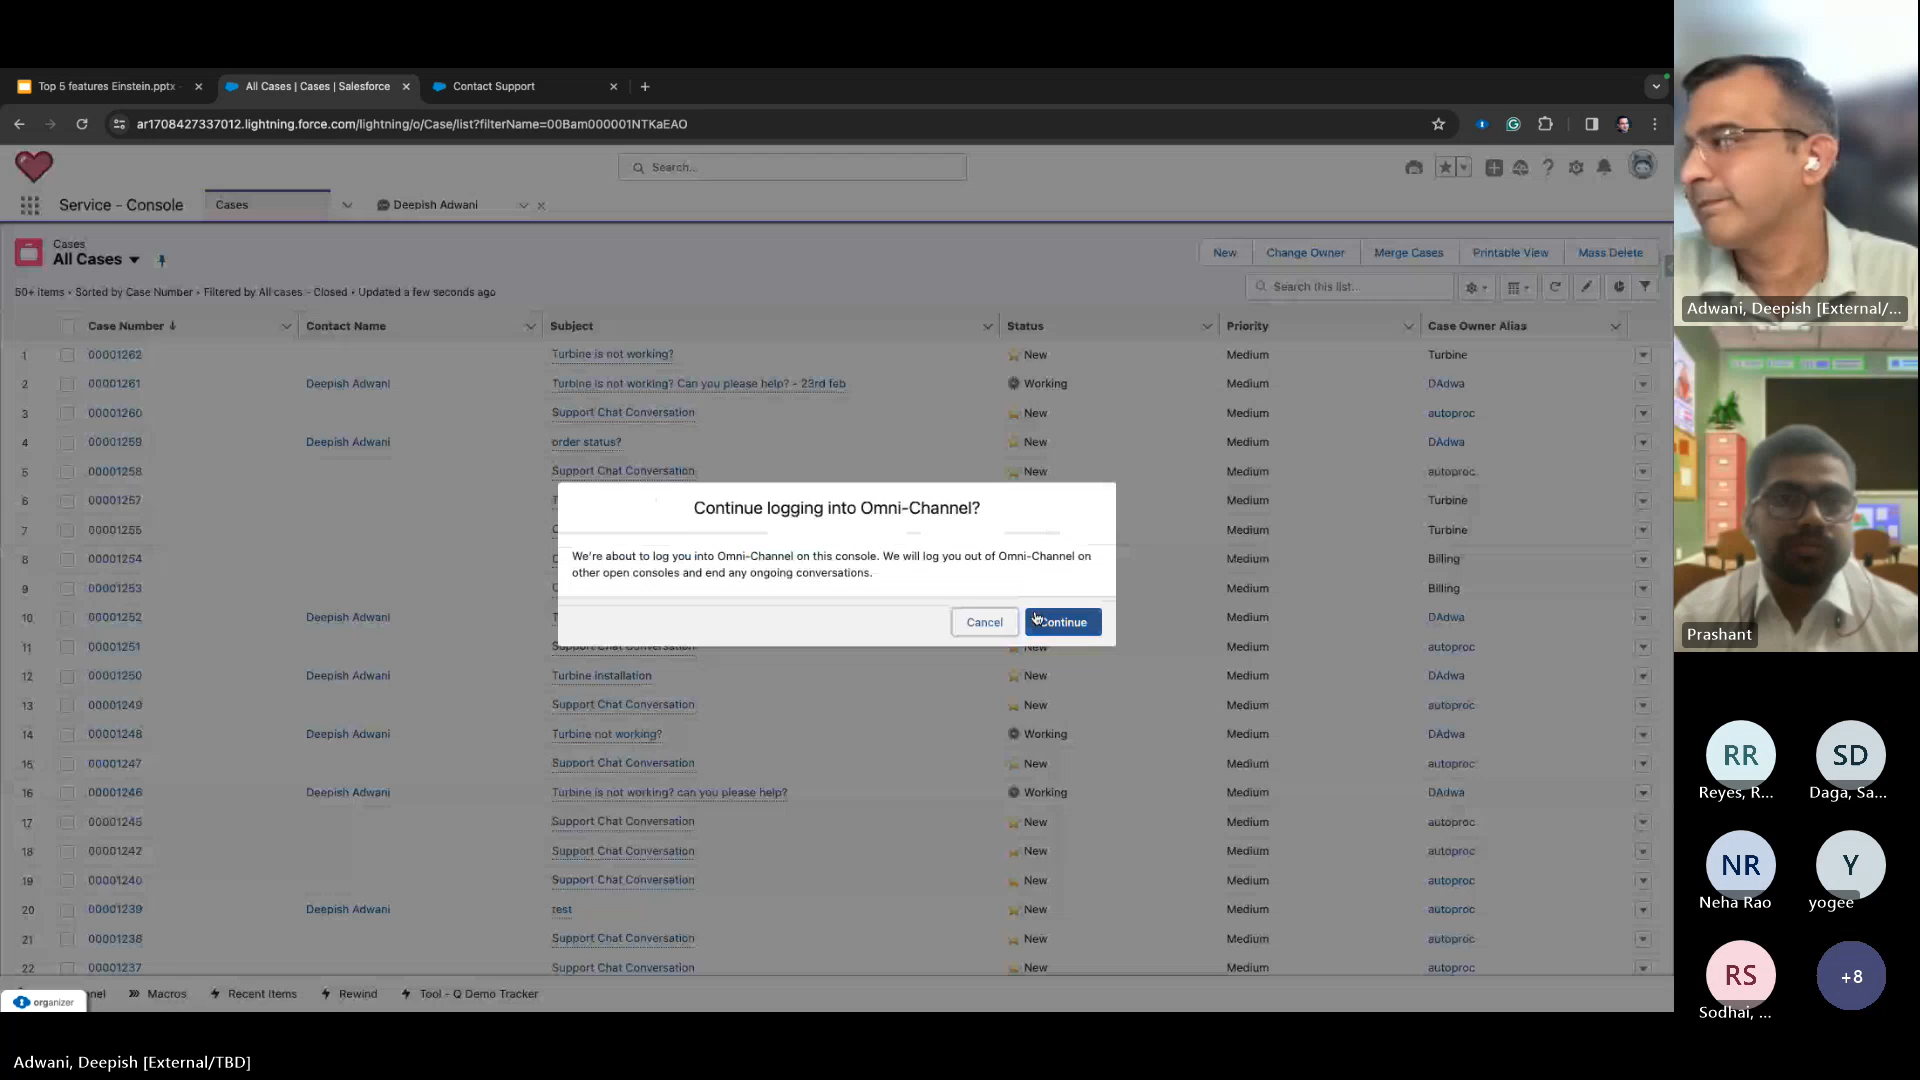 Top 5 features Einstein.pptx
All Cases | Cases | Salesforce
Contact Support
ar1708427337012.lightning.force.com/lightning/o/Case/list?filterName=00Bam000001NTKaEAO
Search...
Service - Console
Cases
Deepish Adwani
Cases
All Cases
New
Change Owner
Merge Cases
Printable View
Mass Delete
50+ items • Sorted by Case Number • Filtered by All cases - Closed • Updated a few seconds ago
Search this list...
Case Number Contact Name Subject Status Priority Case Owner Alias
1 00001262 Turbine is not working? New Medium Turbine
2 00001261 Deepish Adwani Turbine is not working? Can you please help? - 23rd feb Working Medium DAdwa
3 00001260 Support Chat Conversation New Medium autoproc
4 00001259 Deepish Adwani order status? New Medium DAdwa
5 00001258 Support Chat Conversation New Medium autoproc
6 00001257 Medium Turbine
7 00001255 Medium Turbine
8 00001254 Medium Billing
9 00001253 Medium Billing
10 00001252 Deepish Adwani Medium DAdwa
11 00001251 Support Chat Conversation New Medium autoproc
12 00001250 Deepish Adwani Turbine installation New Medium DAdwa
13 00001249 Support Chat Conversation New Medium autoproc
14 00001248 Deepish Adwani Turbine not working? Working Medium DAdwa
15 00001247 Support Chat Conversation New Medium autoproc
16 00001246 Deepish Adwani Turbine is not working? can you please help? Working Medium DAdwa
17 00001245 Support Chat Conversation New Medium autoproc
18 00001242 Support Chat Conversation New Medium autoproc
19 00001240 Support Chat Conversation New Medium autoproc
20 00001239 Deepish Adwani test New Medium autoproc
21 00001238 Support Chat Conversation New Medium autoproc
22 00001237 Support Chat Conversation New Medium autoproc
Continue logging into Omni-Channel?
We're about to log you into Omni-Channel on this console. We will log you out of Omni-Channel on
other open consoles and end any ongoing conversations.
Cancel
Continue
Macros
Recent Items
Rewind
Tool - Q Demo Tracker
organizer
Adwani, Deepish [External/TBD]
Adwani, Deepish [External/...
Prashant
RR
Reyes, R...
SD
Daga, Sa...
NR
Neha Rao
Y
yogee
RS
Sodhai, ...
+8